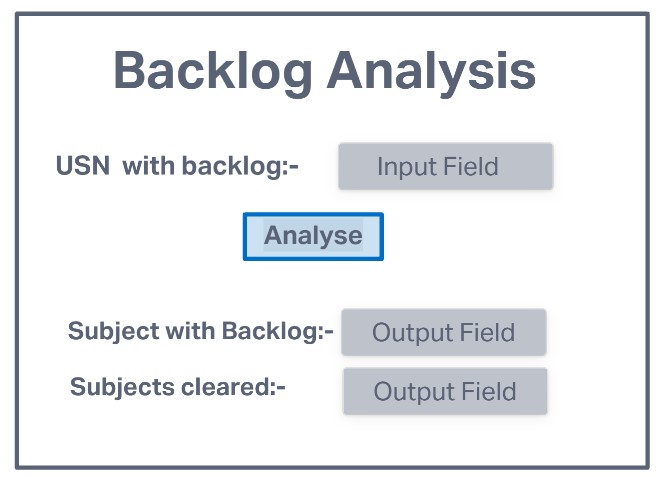 Backlog Analysis
USN with backlog:- Input Field
Analyse
Subject with Backlog:- Output Field
Subjects cleared:- Output Field